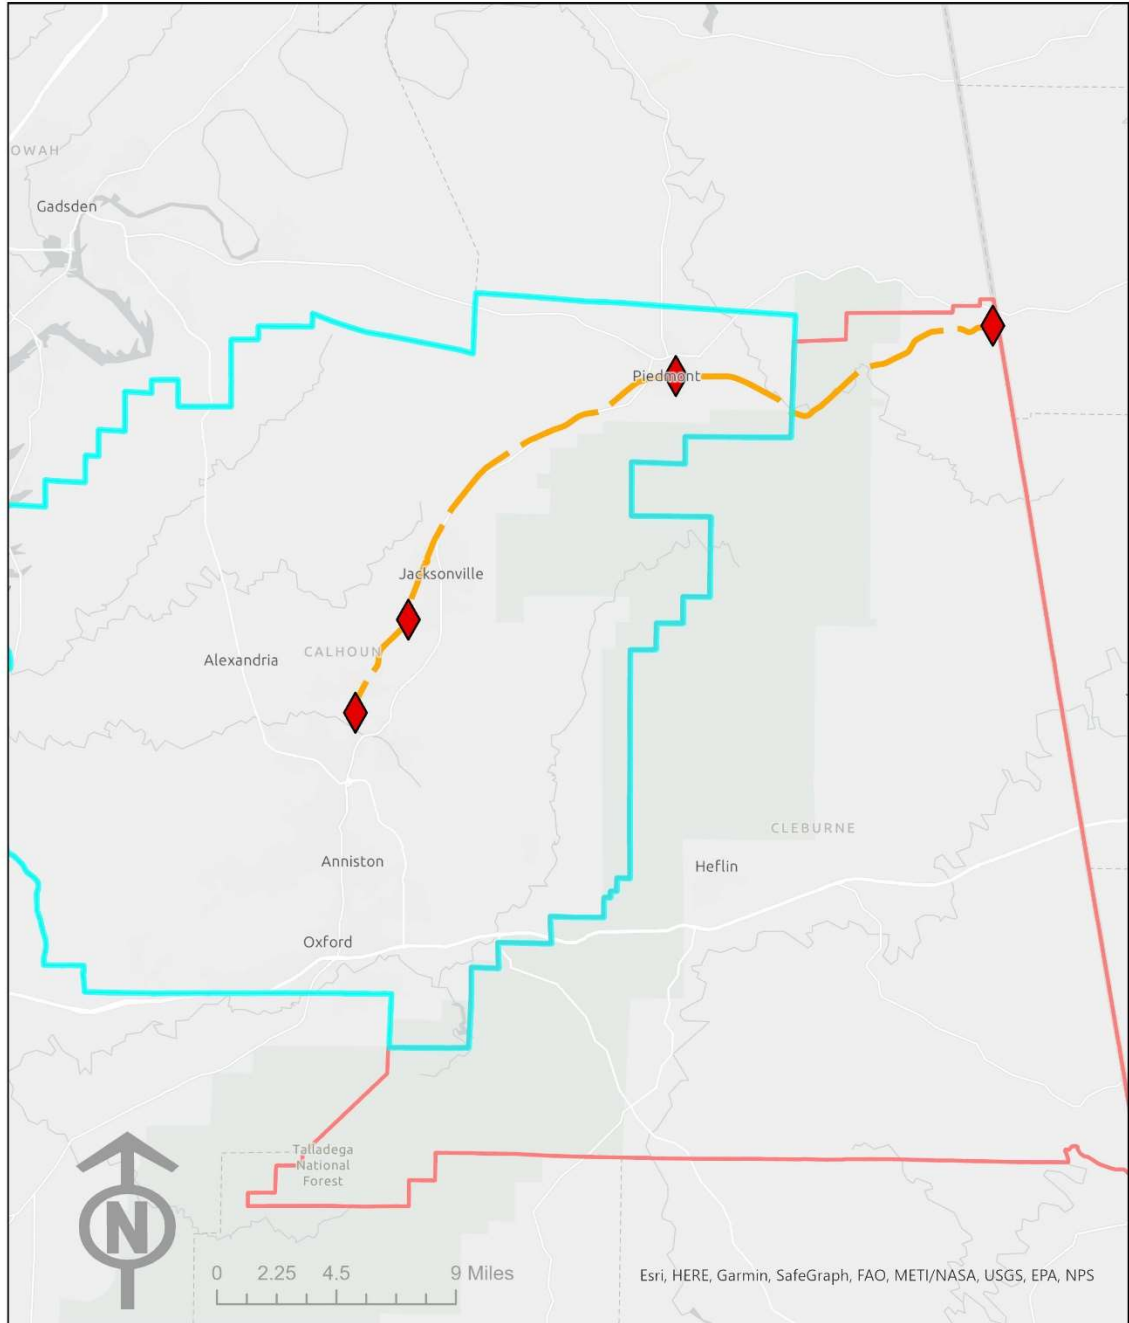 OWAH
Gadsden
Piedmont
Jacksonville
CALHOUN
Alexandria
CLEBURNE
Anniston
Heflin
Oxford
Talladega
National
Forest
N
0 2.25 4.5 9 Miles
Esri, HERE, Garmin, SafeGraph, FAO, METI/NASA, USGS, EPA, NPS